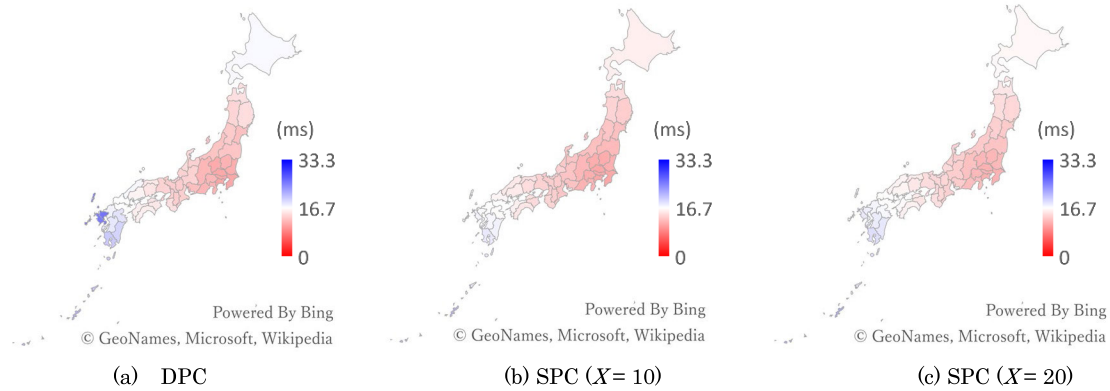 (ms)
33.3
16.7
0
Powered By Bing
© GeoNames, Microsoft, Wikipedia
(a) DPC
(ms)
33.3
16.7
0
Powered By Bing
© GeoNames, Microsoft, Wikipedia
(b) SPC (X = 10)
(ms)
33.3
16.7
0
Powered By Bing
© GeoNames, Microsoft, Wikipedia
(c) SPC (X = 20)